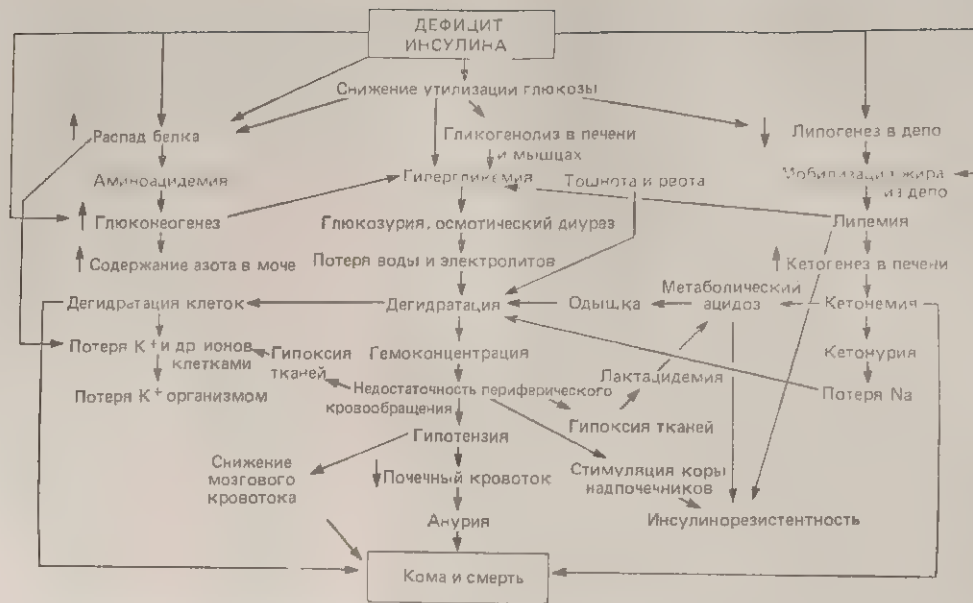 ДЕФИЦИТ
ИНСУЛИНА
Снижение утилизации глюкозы
Распад белка
Гликогенолиз в печени
и мышцах
Липогенез в депо
Аминоацидемия
Гипергликемия
Тошнота и рвота
Мобилизация жира
из депо
Глюконеогенез
Глюкозурия, осмотический диурез
Липемия
Содержание азота в моче
Потеря воды и электролитов
Кетогенез в печени
Дегидратация клеток
Дегидратация
Одышка
Метаболический
ацидоз
Кетонемия
Потеря K+ и др ионов
клетками
Гипоксия
тканей
Гемоконцентрация
Кетонурия
Лактацидемия
Потеря K+ организмом
Недостаточность периферического
кровообращения
Потеря Na
Гипоксия тканей
Гипотензия
Снижение
мозгового
кровотока
Почечный кровоток
Стимуляция коры
надпочечников
Анурия
Инсулинорезистентность
Кома и смерть